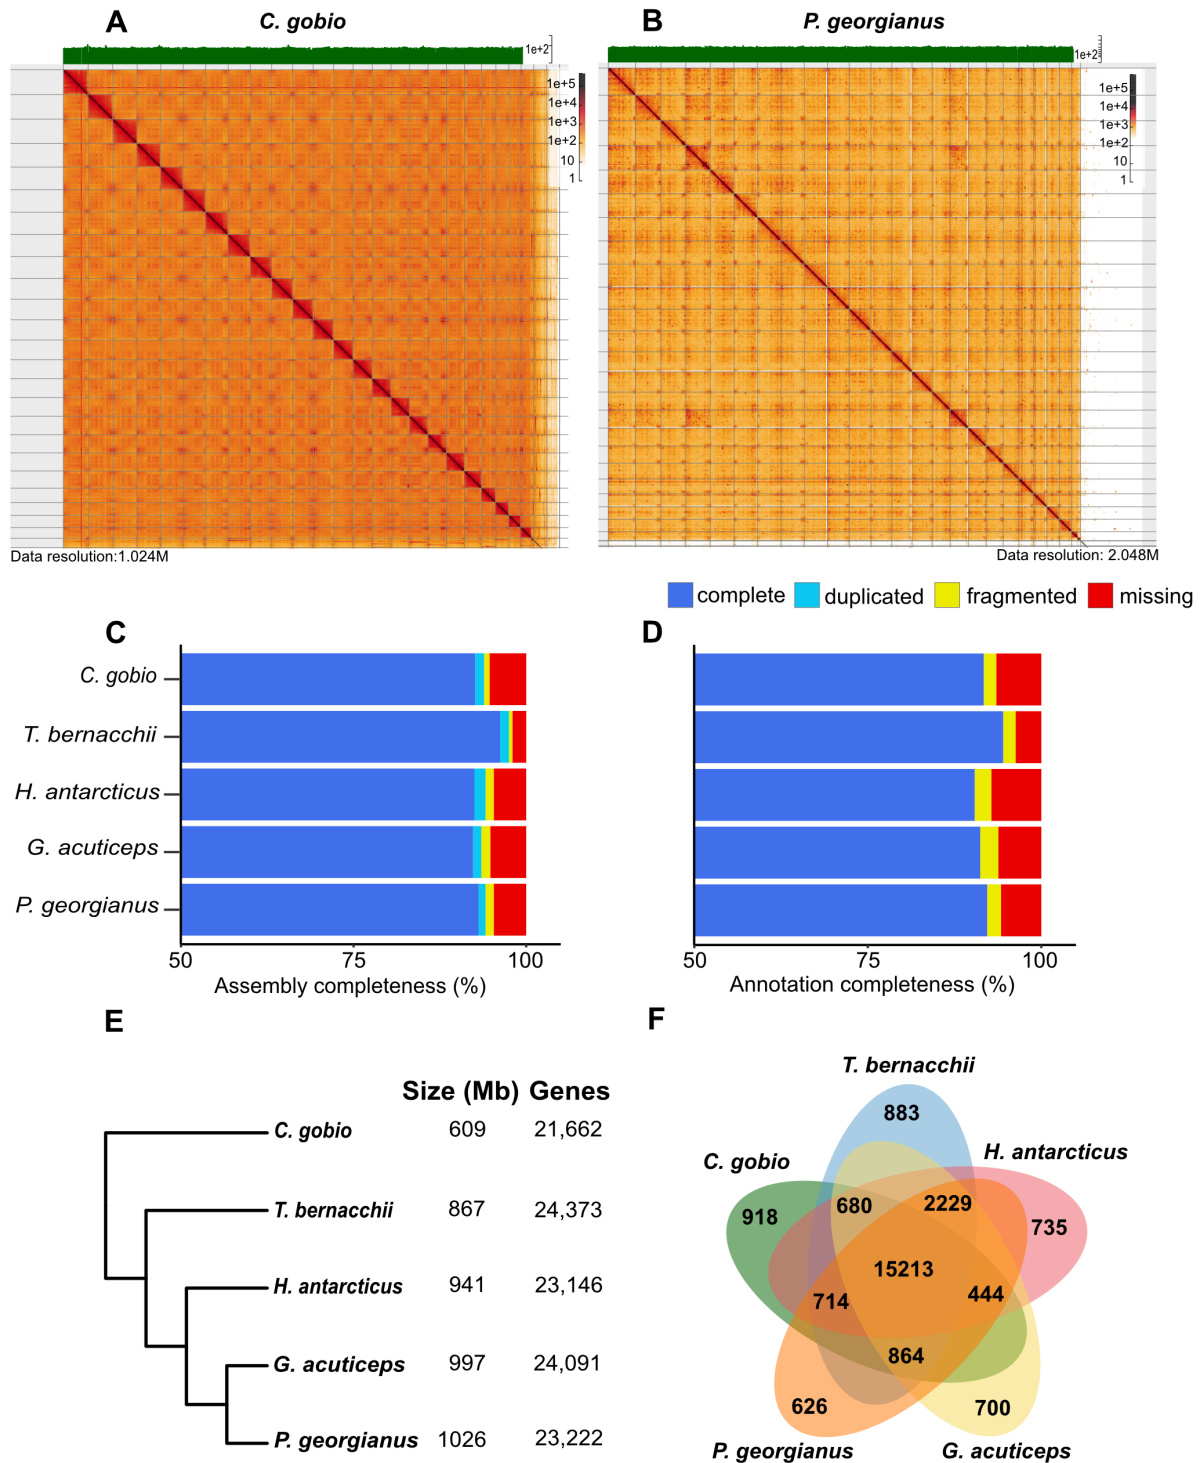 A
C. gobio
B
P. georgianus
1e+2
1e+2
1e+5
1e+4
1e+3
1e+2
10
1
1e+5
1e+4
1e+3
1e+2
10
1
Data resolution:1.024M
Data resolution: 2.048M
complete duplicated fragmented missing
C
D
C. gobio
T. bernacchii
H. antarcticus
G. acuticeps
P. georgianus
50 75 100
Assembly completeness (%)
50 75 100
Annotation completeness (%)
E
Size (Mb) Genes
C. gobio 609 21,662
T. bernacchii 867 24,373
H. antarcticus 941 23,146
G. acuticeps 997 24,091
P. georgianus 1026 23,222
F
T. bernacchii
883
H. antarcticus
C. gobio
680 2229
918 735
15213
714 444
864
626 700
P. georgianus G. acuticeps